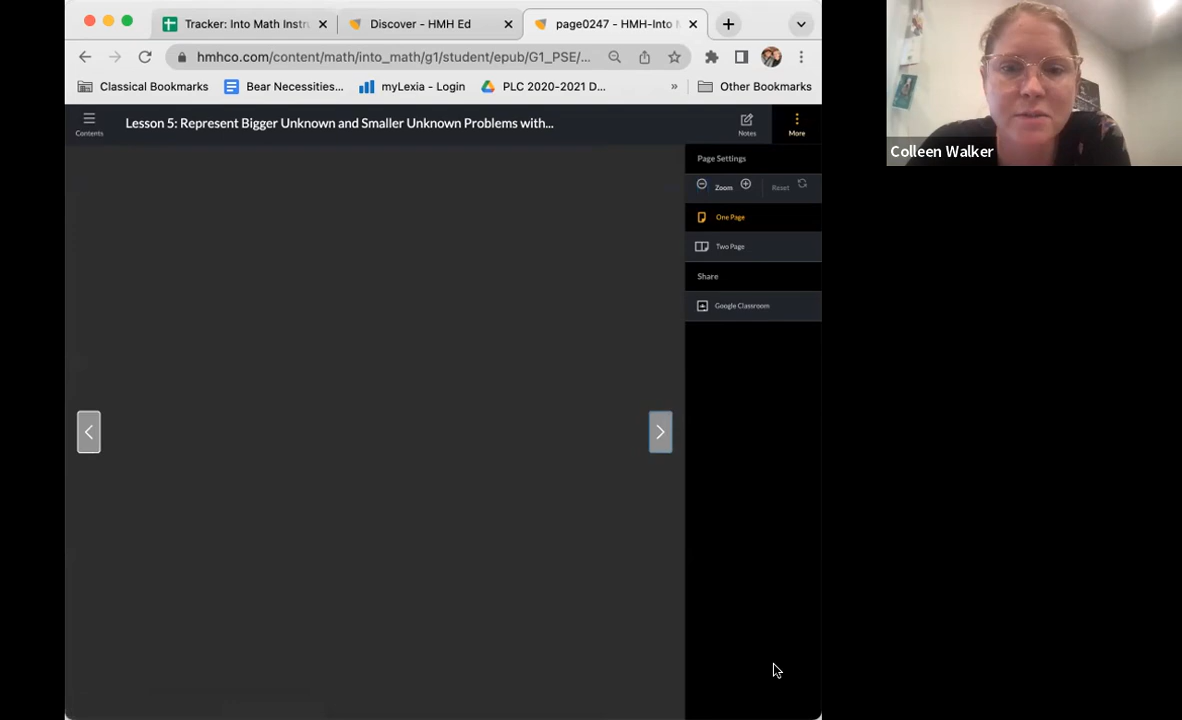 Tracker: Into Math Instr
Discover - HMH Ed
page0247 - HMH-Into M
hmhco.com/content/math/into_math/g1/student/epub/G1_PSE/...
Classical Bookmarks
Bear Necessities...
myLexia - Login
PLC 2020-2021 D...
»
Other Bookmarks
Contents
Lesson 5: Represent Bigger Unknown and Smaller Unknown Problems with...
Notes
More
Page Settings
Zoom
Reset
One Page
Two Page
Share
Google Classroom
Colleen Walker